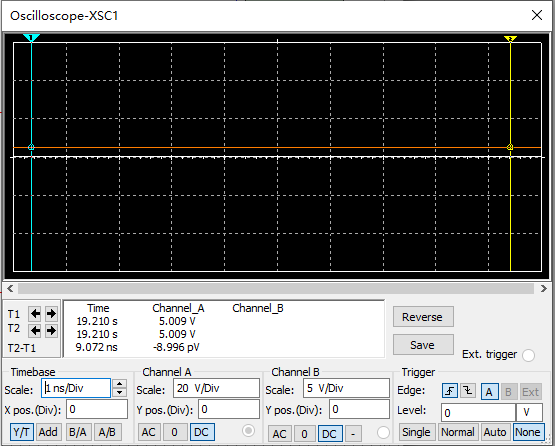 Oscilloscope-XSC1
1 2
T1
T2
T2-T1
Time Channel_A Channel_B
19.210 s 5.009 V
19.210 s 5.009 V
9.072 ns -8.996 pV
Reverse
Save
Ext. trigger
Timebase
Scale: 1 ns/Div
X pos.(Div): 0
Y/T Add B/A A/B
Channel A
Scale: 20 V/Div
Y pos.(Div): 0
AC 0 DC
Channel B
Scale: 5 V/Div
Y pos.(Div): 0
AC 0 DC -
Trigger
Edge: A B Ext
Level: 0 V
Single Normal Auto None